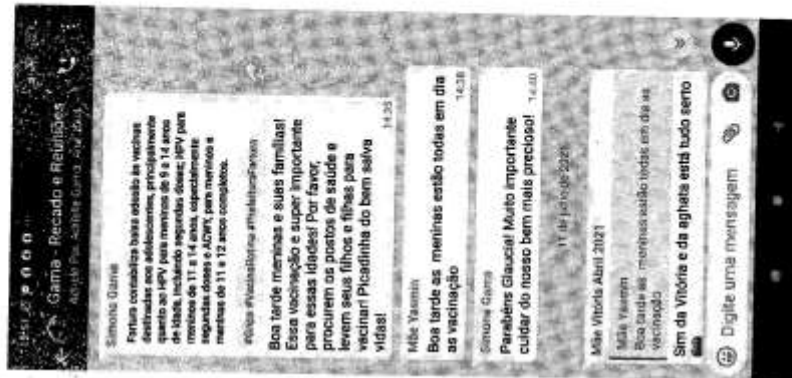 Gama - Recado e Reuniões
Simone Gama
Fartura contabiliza baixa adesão às vacinas
destinadas aos adolescentes, principalmente
quanto ao HPV para meninas de 9 a 14 anos
de idade, incluindo segundas doses; HPV para
meninos de 11 a 14 anos, especialmente
segundas doses e ACWY, para meninos e
meninas de 11 e 12 anos completos.
Boa tarde meninas e suas famílias!
Essa vacinação e super importante
para essas idades! Por favor,
procurem os postos de saúde e
levem seus filhos e filhas para
vacinar! Picadinha do bem salva
vidas!
14:35
Mãe Yasmin
Boa tarde as meninas estão todas em dia
as vacinação
14:38
Simone Gama
Parabéns Glaucia! Muito importante
cuidar do nosso bem mais precioso!
14:40
Mãe Vitória Abril 2021
Mãe Yasmin
Boa tarde as meninas estão todas em dia as
vacinação
Sim da Vitória e da aghata está tudo serto
Digite uma mensagem